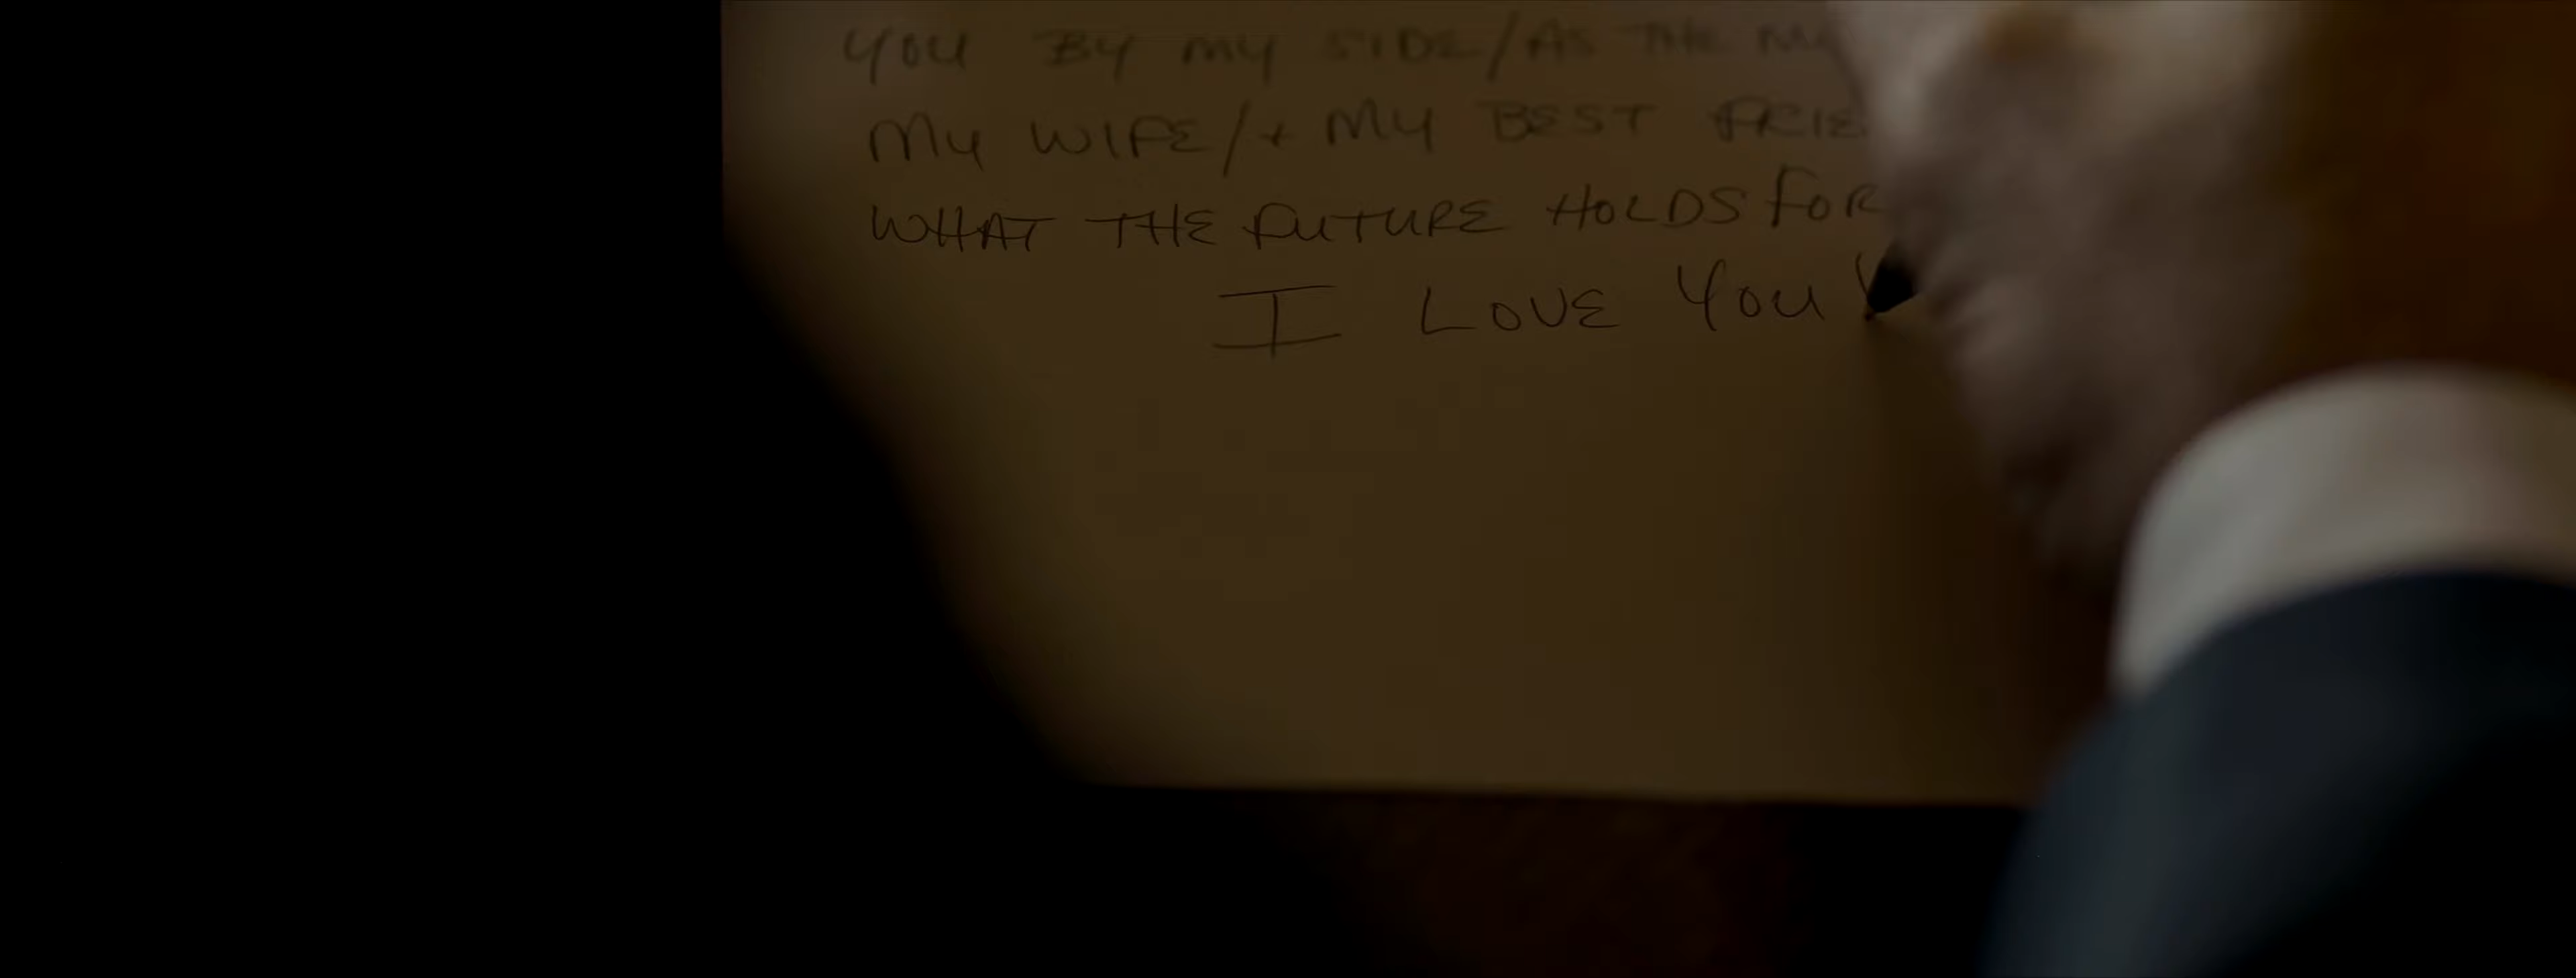 YOU BY MY SIDE/AS THE
MY WIFE/+ MY BEST
WHAT THE FUTURE HOLDS FOR
I LOVE YOU